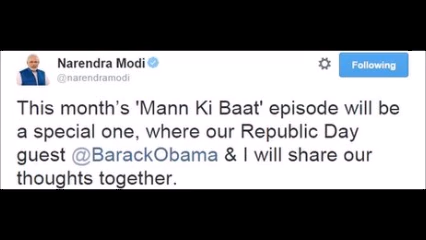 Narendra Modi
@narendramodi
Following
This month's 'Mann Ki Baat' episode will be
a special one, where our Republic Day
guest @BarackObama & I will share our
thoughts together.